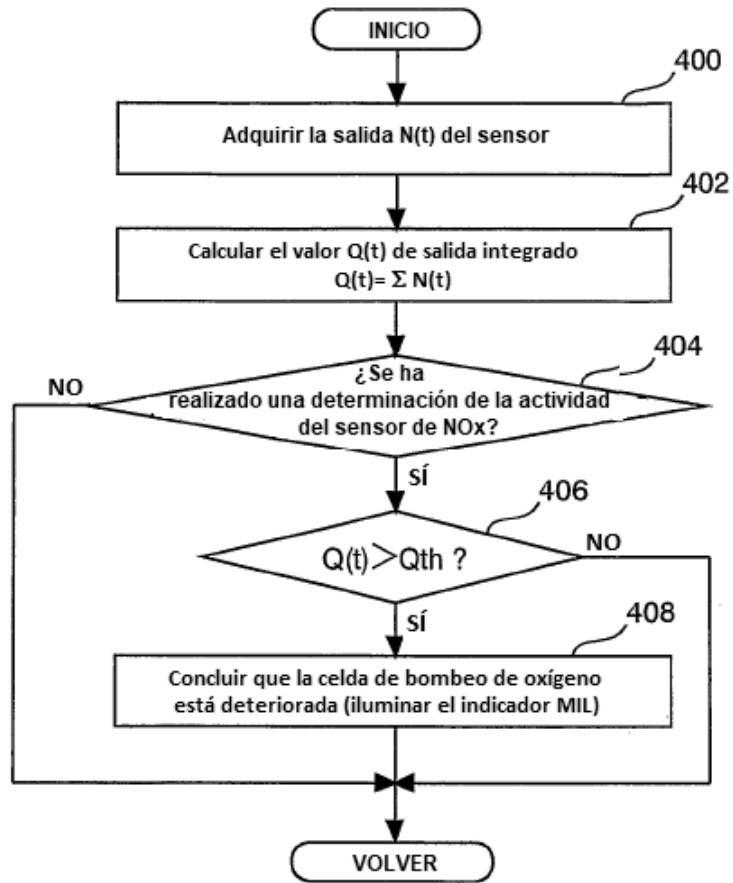 INICIO
400
Adquirir la salida N(t) del sensor
402
Calcular el valor Q(t) de salida integrado
Q(t)= Σ N(t)
404
NO
¿Se ha
realizado una determinación de la actividad
del sensor de NOx?
SÍ
406
Q(t)>Qth ?
NO
SÍ
408
Concluir que la celda de bombeo de oxígeno
está deteriorada (iluminar el indicador MIL)
VOLVER